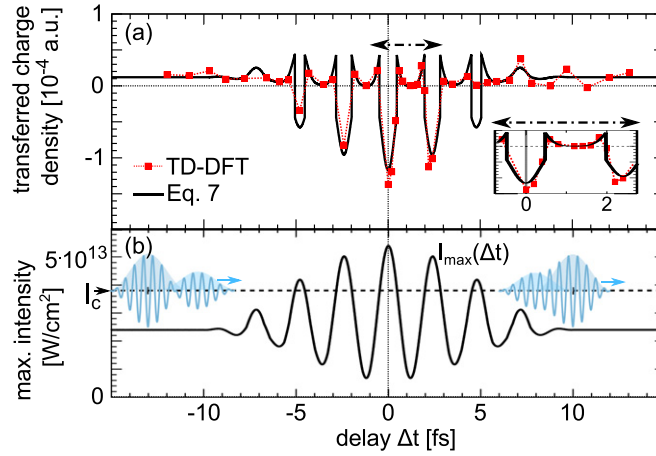 (a)
transferred charge
density [10⁻⁴ a.u.]
1
0
-1
TD-DFT
Eq. 7
0
2
(b)
I_max(Δt)
5·10¹³
I_c
max. intensity
[W/cm²]
0
-10
-5
0
5
10
delay Δt [fs]